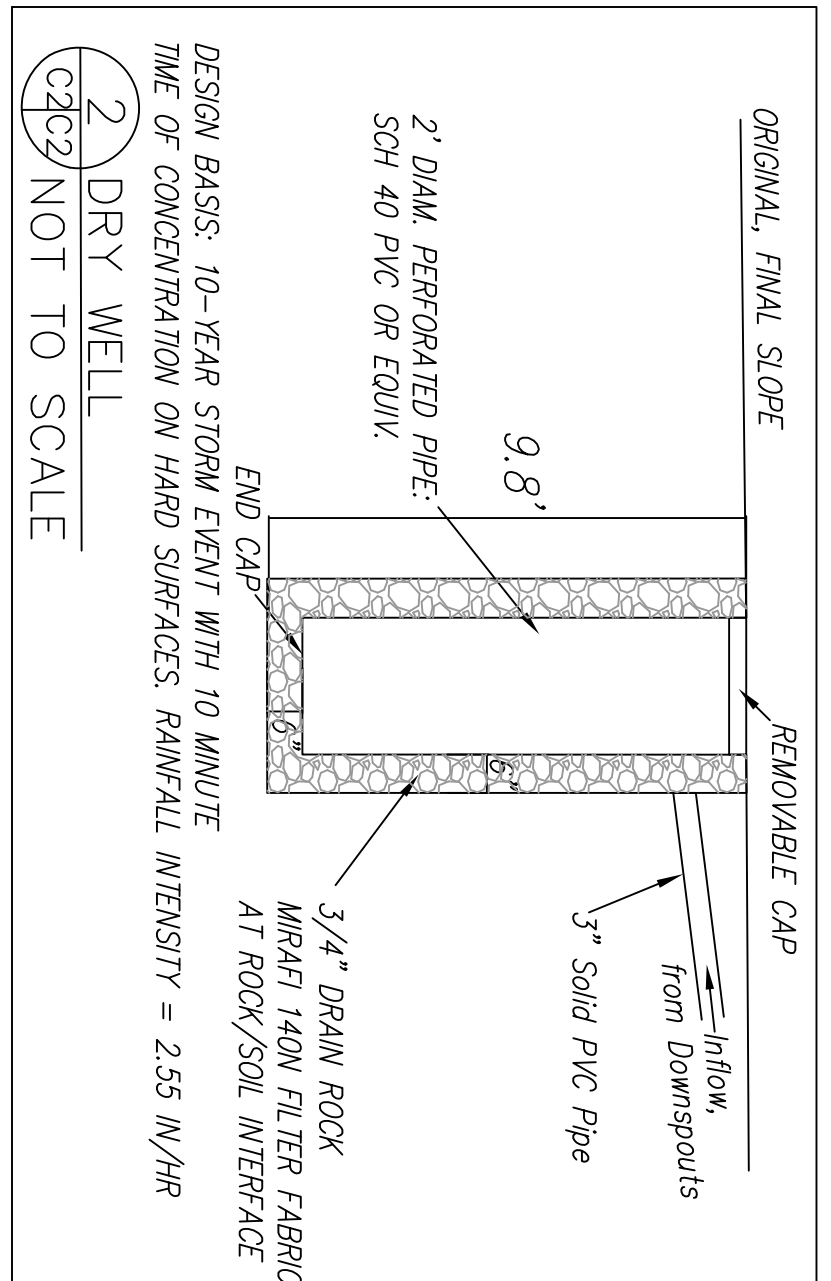 ORIGINAL, FINAL SLOPE
REMOVABLE CAP
Inflow,
from Downspouts
3" Solid PVC Pipe
2' DIAM. PERFORATED PIPE:
SCH 40 PVC OR EQUIV.
9.8'
6"
6"
END CAP
3/4" DRAIN ROCK
MIRAFI 140N FILTER FABRIC
AT ROCK/SOIL INTERFACE
DESIGN BASIS: 10-YEAR STORM EVENT WITH 10 MINUTE
TIME OF CONCENTRATION ON HARD SURFACES. RAINFALL INTENSITY = 2.55 IN/HR
2 DRY WELL
C2 C2 NOT TO SCALE